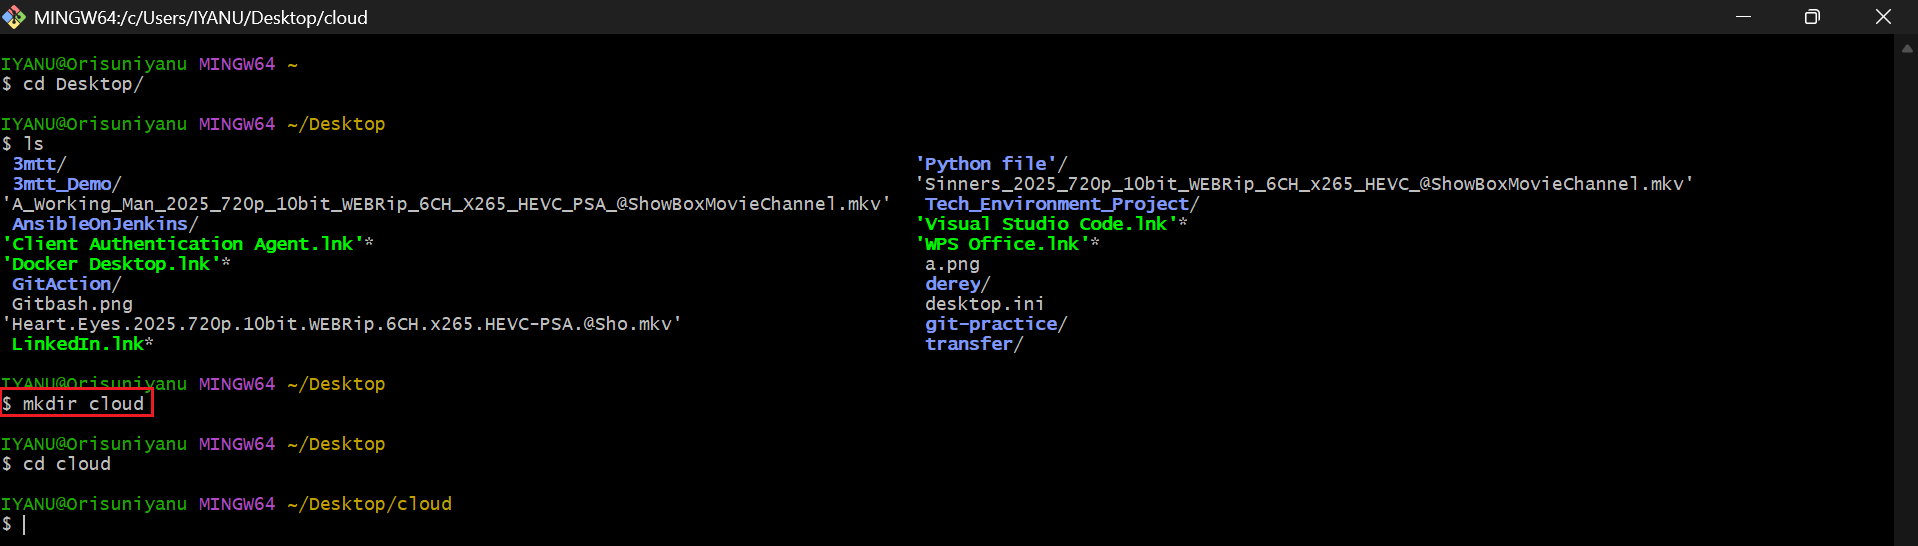 MINGW64:/c/Users/IYANU/Desktop/cloud
IYANU@Orisuniyanu MINGW64 ~
$ cd Desktop/
IYANU@Orisuniyanu MINGW64 ~/Desktop
$ ls
3mtt/ 'Python file'/
3mtt_Demo/ 'Sinners_2025_720p_10bit_WEBRip_6CH_x265_HEVC_@ShowBoxMovieChannel.mkv'
'A_Working_Man_2025_720p_10bit_WEBRip_6CH_X265_HEVC_PSA_@ShowBoxMovieChannel.mkv' Tech_Environment_Project/
AnsibleOnJenkins/ 'Visual Studio Code.lnk'*
'Client Authentication Agent.lnk'* 'WPS Office.lnk'*
'Docker Desktop.lnk'* a.png
GitAction/ derey/
Gitbash.png desktop.ini
'Heart.Eyes.2025.720p.10bit.WEBRip.6CH.x265.HEVC-PSA.@Sho.mkv' git-practice/
LinkedIn.lnk* transfer/
IYANU@Orisuniyanu MINGW64 ~/Desktop
$ mkdir cloud
IYANU@Orisuniyanu MINGW64 ~/Desktop
$ cd cloud
IYANU@Orisuniyanu MINGW64 ~/Desktop/cloud
$